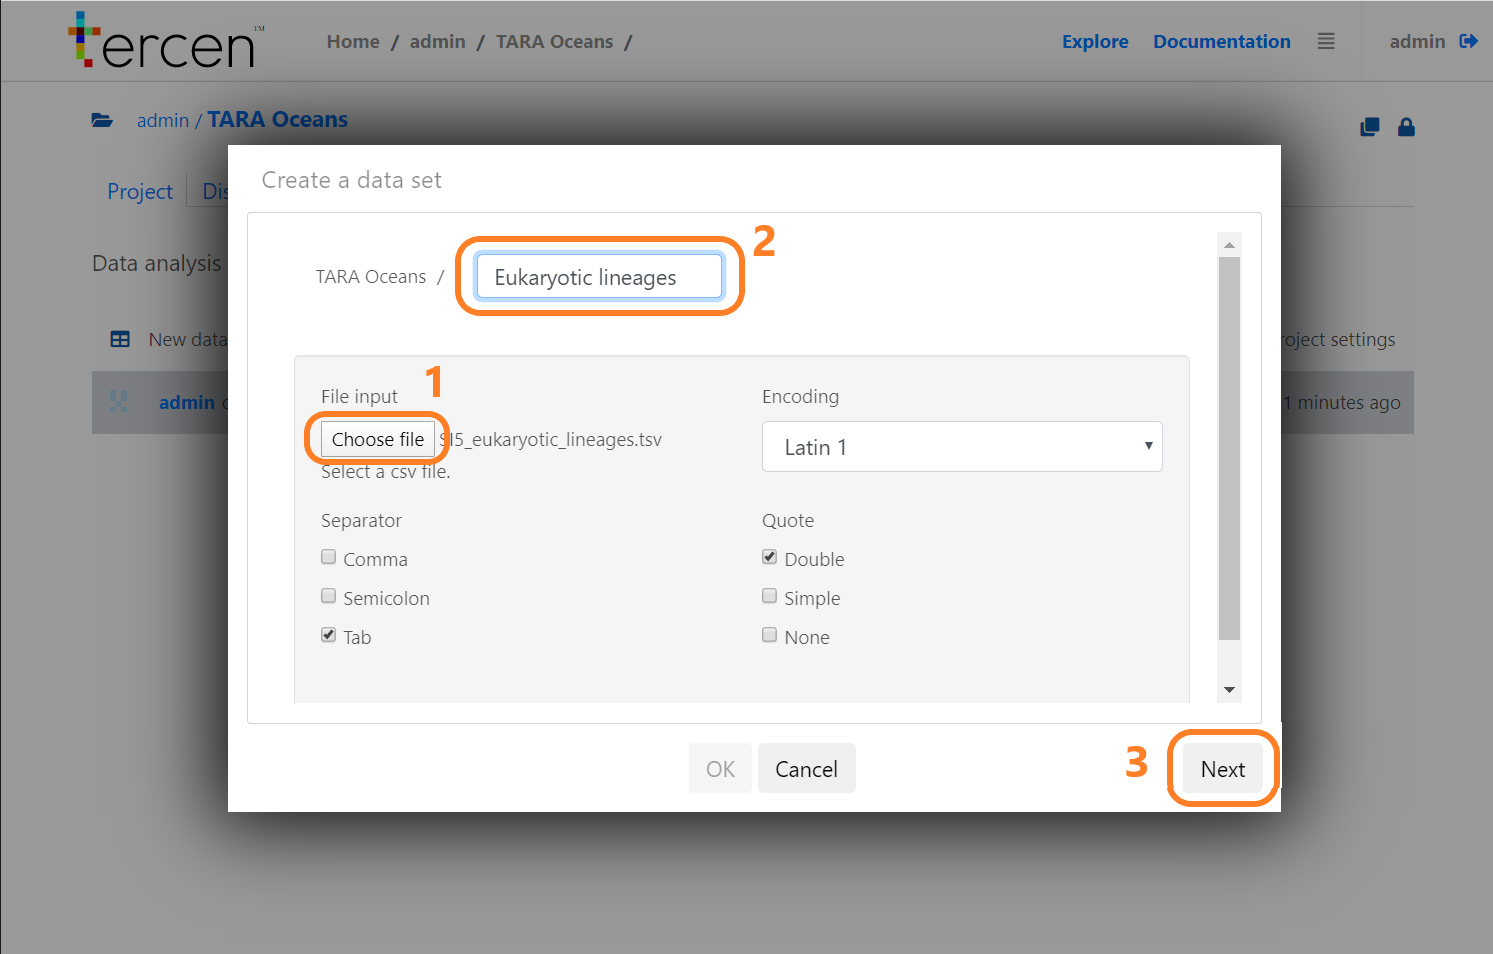 tercen™
Home / admin / TARA Oceans /
Explore Documentation admin
admin / TARA Oceans
Project Dis
Create a data set
2
TARA Oceans / Eukaryotic lineages
Data analysis
New data
roject settings
admin
1 minutes ago
1
File input
Choose file SI5_eukaryotic_lineages.tsv
Select a csv file.
Encoding
Latin 1
Separator
Comma
Semicolon
Tab
Quote
Double
Simple
None
OK Cancel
3 Next